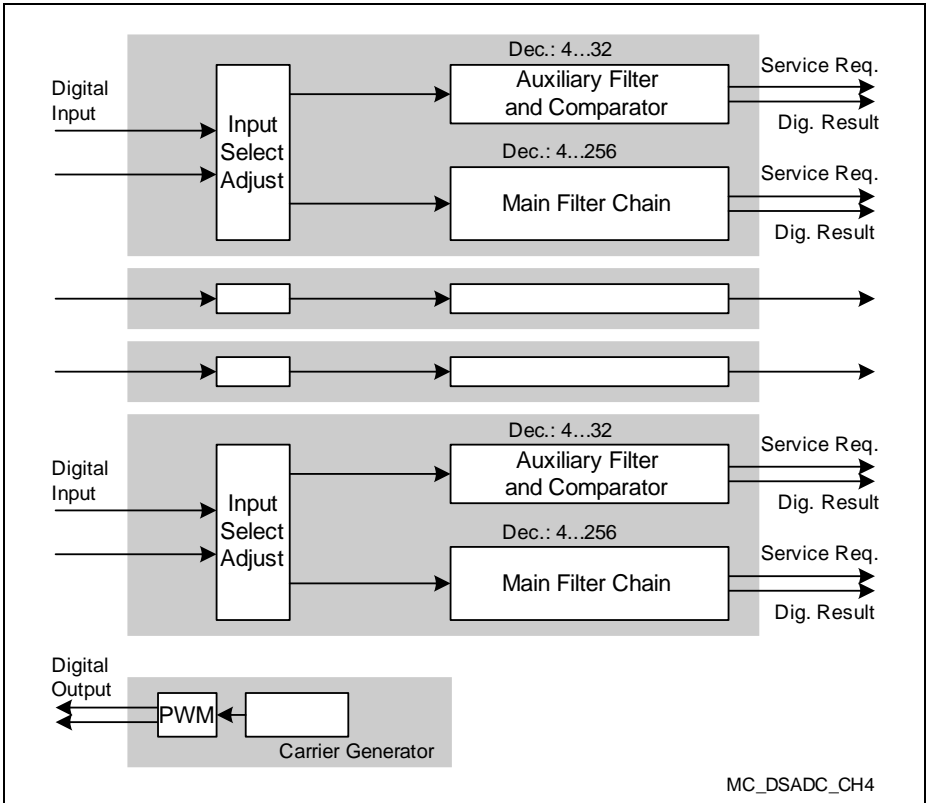 Dec.: 4...32
Digital
Input
Input
Select
Adjust
Auxiliary Filter
and Comparator
Service Req.
Dig. Result
Dec.: 4...256
Main Filter Chain
Service Req.
Dig. Result
Dec.: 4...32
Digital
Input
Input
Select
Adjust
Auxiliary Filter
and Comparator
Service Req.
Dig. Result
Dec.: 4...256
Main Filter Chain
Service Req.
Dig. Result
Digital
Output
PWM
Carrier Generator
MC_DSADC_CH4